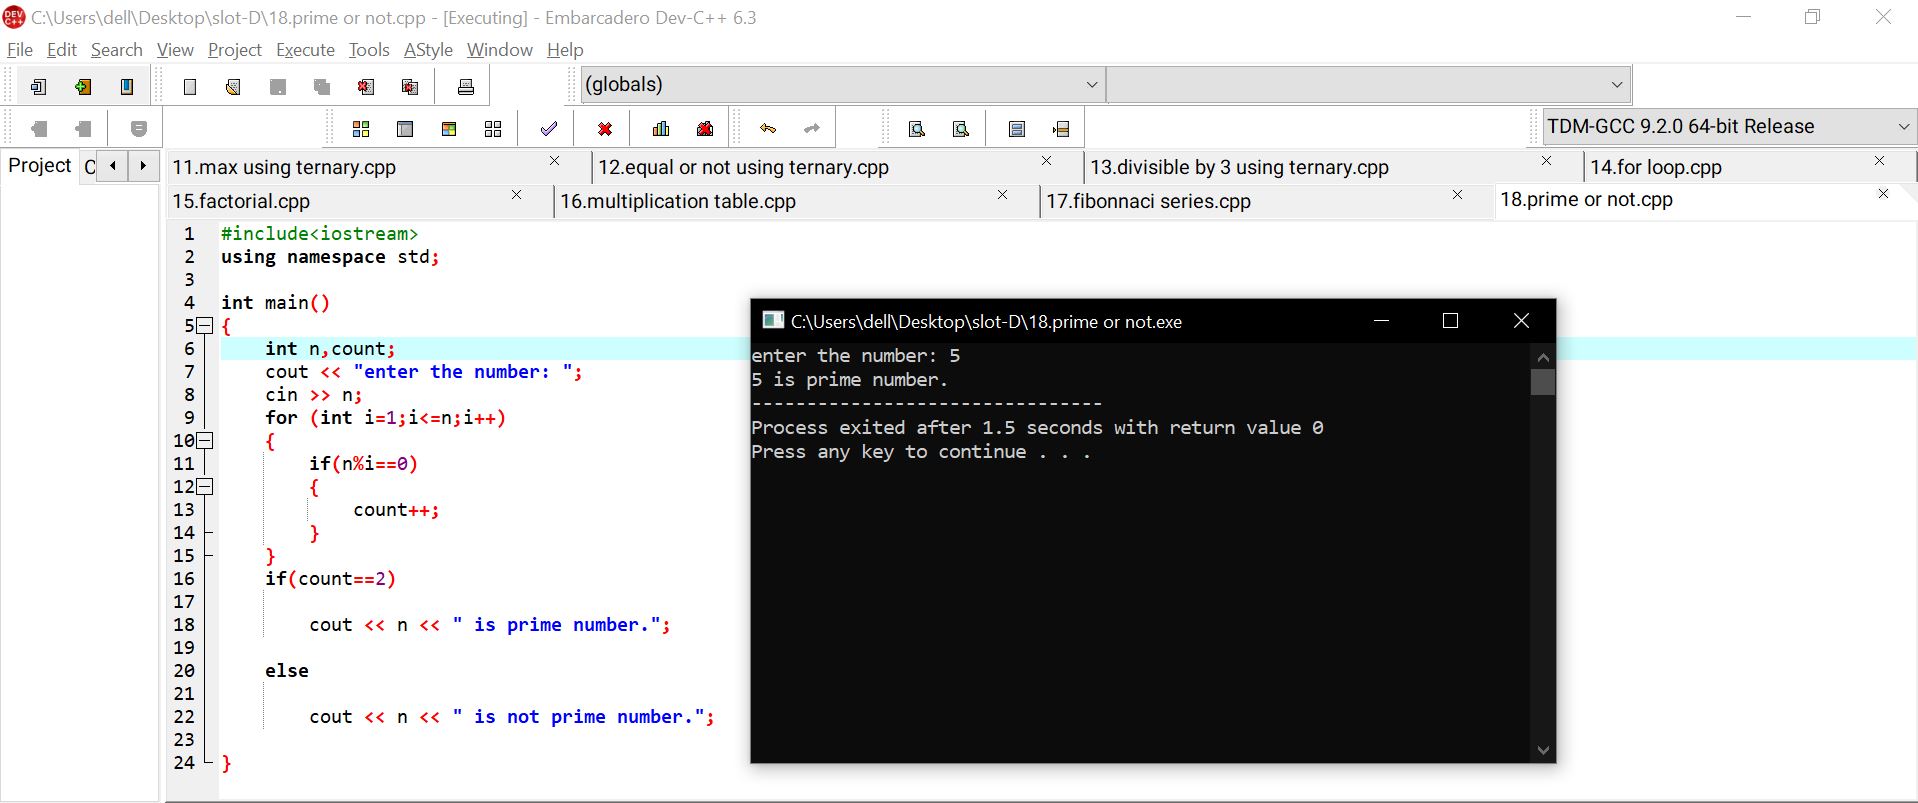 C:\Users\dell\Desktop\slot-D\18.prime or not.cpp - [Executing] - Embarcadero Dev-C++ 6.3
File Edit Search View Project Execute Tools AStyle Window Help
(globals)
TDM-GCC 9.2.0 64-bit Release
Project
11.max using ternary.cpp 12.equal or not using ternary.cpp 13.divisible by 3 using ternary.cpp 14.for loop.cpp
15.factorial.cpp 16.multiplication table.cpp 17.fibonnaci series.cpp 18.prime or not.cpp
1 #include<iostream>
2 using namespace std;
3
4 int main()
5 {
6 int n,count;
7 cout << "enter the number: ";
8 cin >> n;
9 for (int i=1;i<=n;i++)
10 {
11 if(n%i==0)
12 {
13 count++;
14 }
15 }
16 if(count==2)
17
18 cout << n << " is prime number.";
19
20 else
21
22 cout << n << " is not prime number.";
23
24 }
C:\Users\dell\Desktop\slot-D\18.prime or not.exe
enter the number: 5
5 is prime number.
--------------------------------
Process exited after 1.5 seconds with return value 0
Press any key to continue . . .